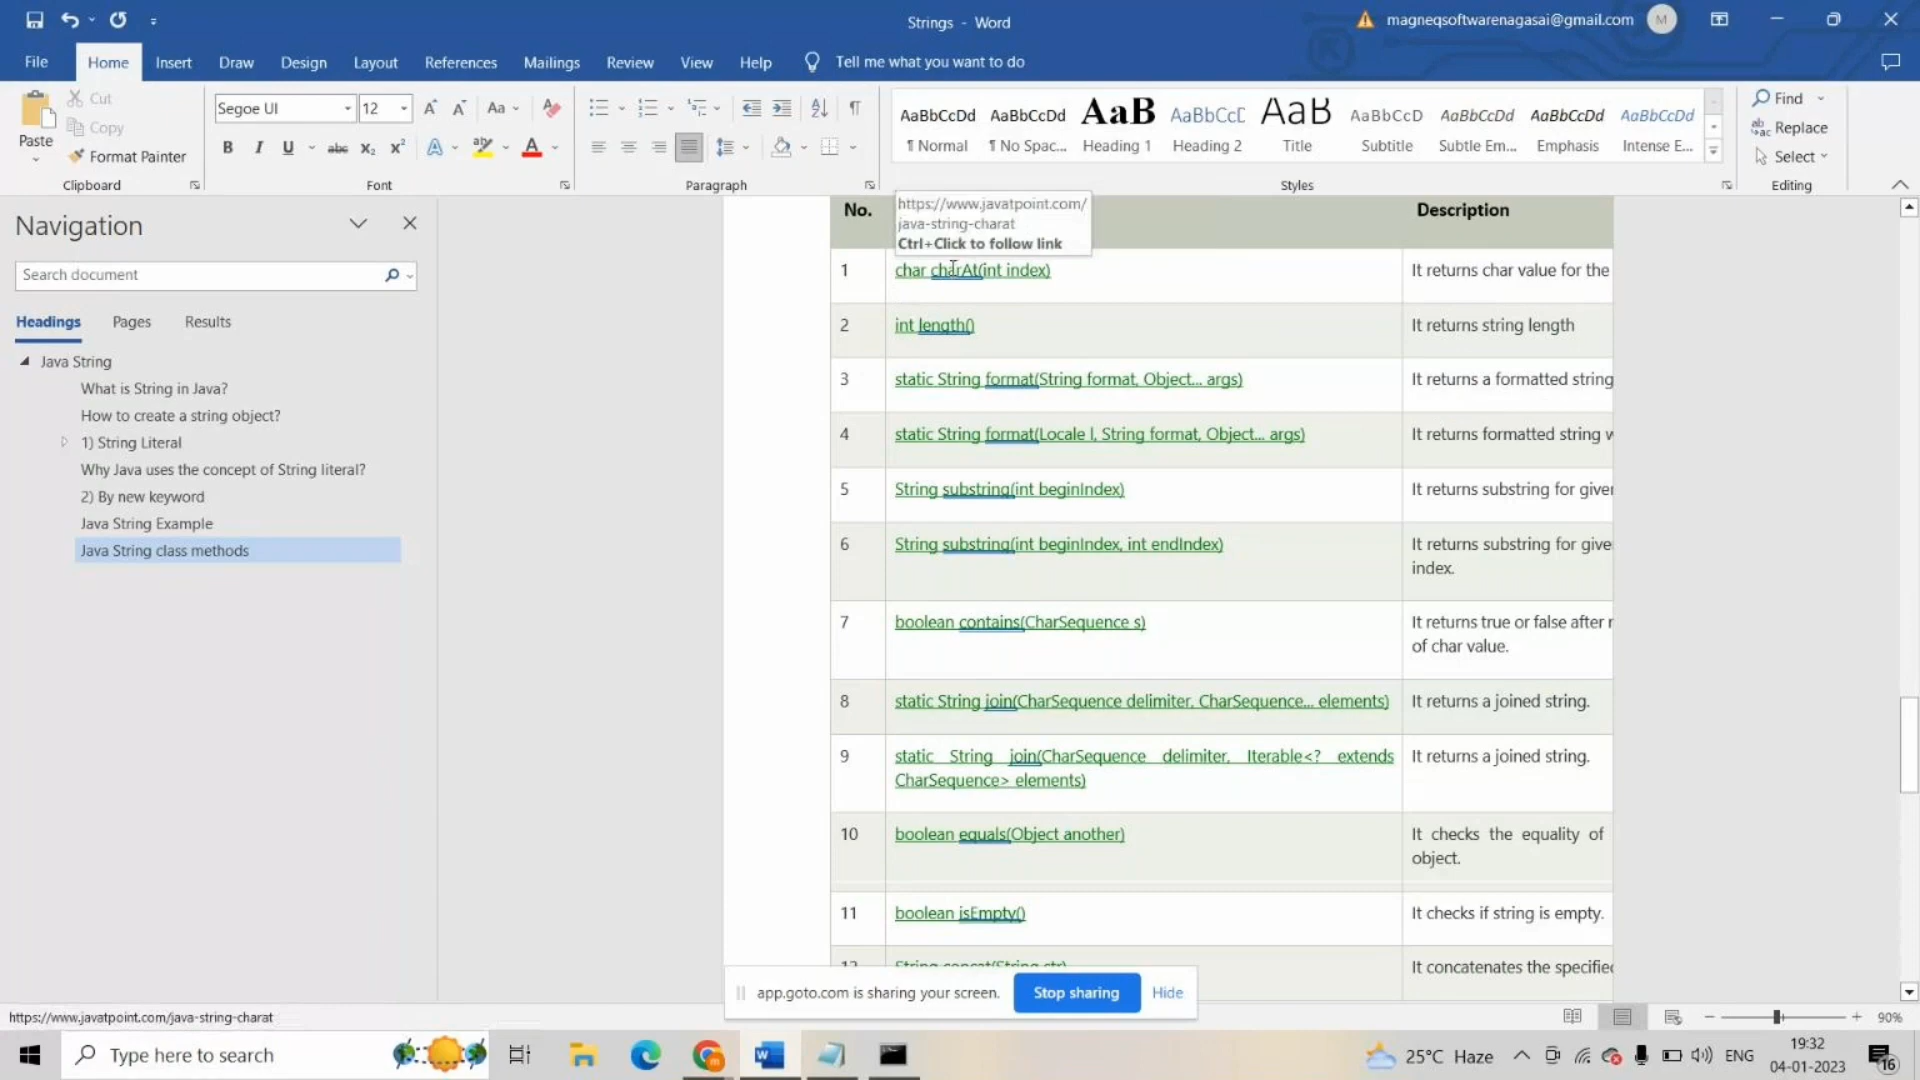 Strings - Word
magneqsoftwarenagasai@gmail.com
M
File
Home
Insert
Draw
Design
Layout
References
Mailings
Review
View
Help
Tell me what you want to do
Paste
Cut
Copy
Format Painter
Clipboard
Segoe UI
12
Font
Paragraph
AaBbCcDd
¶ Normal
AaBbCcDd
¶ No Spac...
AaB
Heading 1
AaBbCcD
Heading 2
AaB
Title
AaBbCcD
Subtitle
AaBbCcDd
Subtle Em...
AaBbCcDd
Emphasis
AaBbCcDd
Intense E...
Styles
Find
Replace
Select
Editing
Navigation
Search document
Headings
Pages
Results
Java String
What is String in Java?
How to create a string object?
1) String Literal
Why Java uses the concept of String literal?
2) By new keyword
Java String Example
Java String class methods
https://www.javatpoint.com/
java-string-charat
Ctrl+Click to follow link
No.
Description
1
char charAt(int index)
It returns char value for the
2
int length()
It returns string length
3
static String format(String format, Object... args)
It returns a formatted string
4
static String format(Locale l, String format, Object... args)
It returns formatted string w
5
String substring(int beginIndex)
It returns substring for given
6
String substring(int beginIndex, int endIndex)
It returns substring for give
index.
7
boolean contains(CharSequence s)
It returns true or false after
of char value.
8
static String join(CharSequence delimiter, CharSequence... elements)
It returns a joined string.
9
static String join(CharSequence delimiter, Iterable<? extends
CharSequence> elements)
It returns a joined string.
10
boolean equals(Object another)
It checks the equality of
object.
11
boolean isEmpty()
It checks if string is empty.
12
String concat(String str)
It concatenates the specified
app.goto.com is sharing your screen.
Stop sharing
Hide
https://www.javatpoint.com/java-string-charat
90%
Type here to search
25°C Haze
ENG
19:32
04-01-2023
16